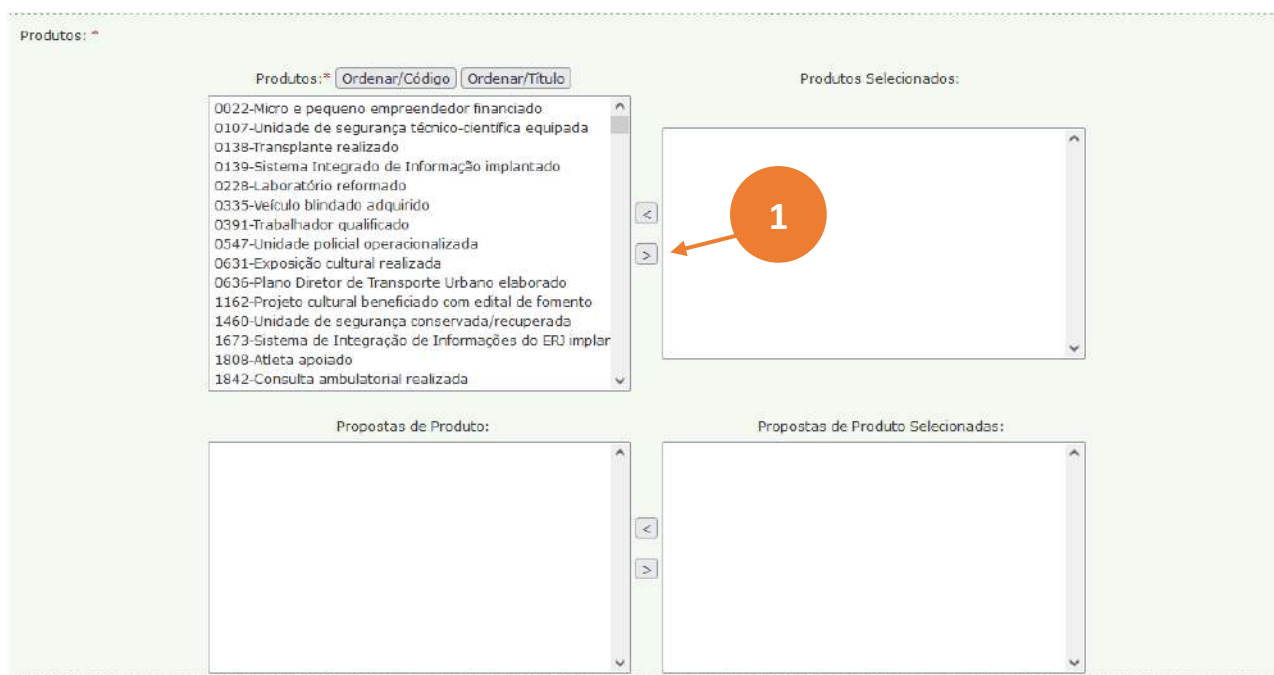 Produtos: *
Produtos:* Ordenar/Código Ordenar/Título
Produtos Selecionados:
0022-Micro e pequeno empreendedor financiado
0107-Unidade de segurança técnico-científica equipada
0138-Transplante realizado
0139-Sistema Integrado de Informação implantado
0228-Laboratório reformado
0335-Veículo blindado adquirido
0391-Trabalhador qualificado
0547-Unidade policial operacionalizada
0631-Exposição cultural realizada
0636-Plano Diretor de Transporte Urbano elaborado
1162-Projeto cultural beneficiado com edital de fomento
1460-Unidade de segurança conservada/recuperada
1673-Sistema de Integração de Informações do ERJ implan
1808-Atleta apoiado
1842-Consulta ambulatorial realizada
<
>
1
Propostas de Produto:
Propostas de Produto Selecionadas:
<
>